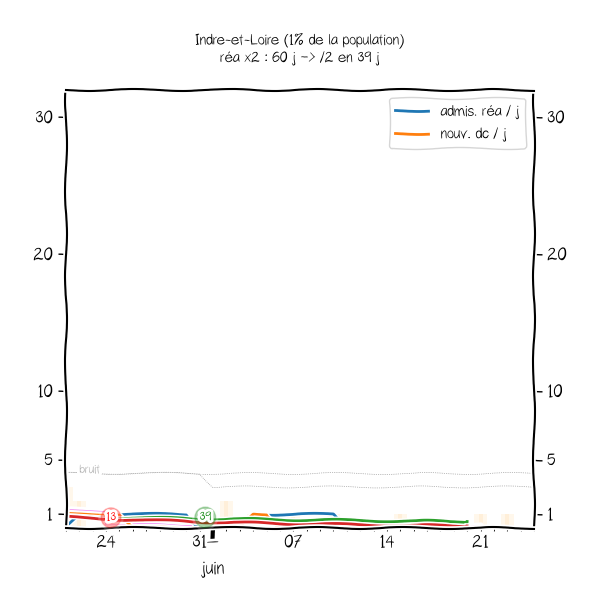 Indre-et-Loire (1% de la population)
réa x2 : 60 j -> /2 en 39 j
admis. réa / j
nouv. dc / j
30
30
20
20
10
10
5
5
bruit
1
1
13
39
24
31
07
14
21
juin